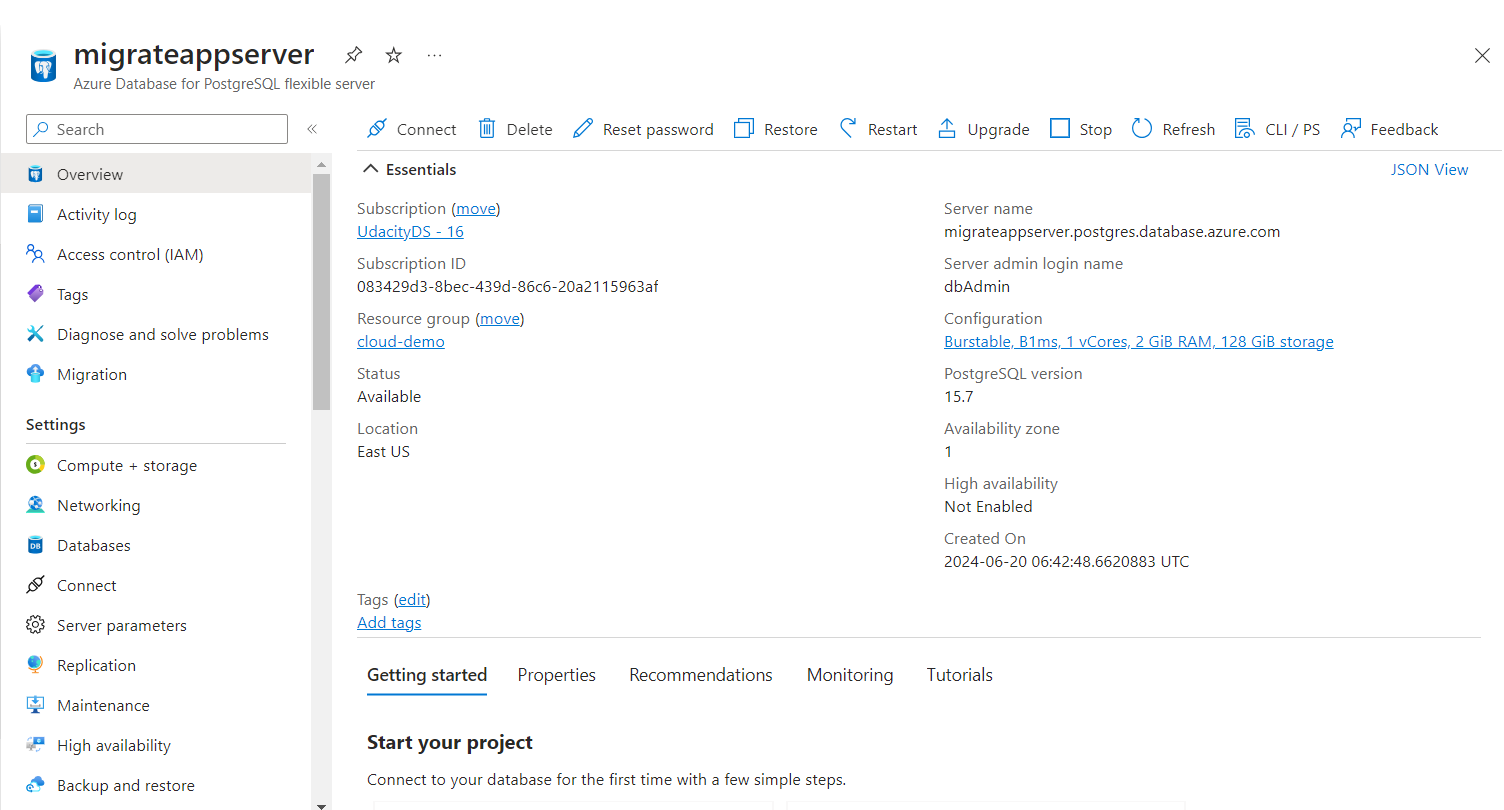 migrateappserver
Azure Database for PostgreSQL flexible server
Search
Connect Delete Reset password Restore Restart Upgrade Stop Refresh CLI / PS Feedback
Overview
Activity log
Access control (IAM)
Tags
Diagnose and solve problems
Migration
Settings
Compute + storage
Networking
Databases
Connect
Server parameters
Replication
Maintenance
High availability
Backup and restore
Essentials
JSON View
Subscription (move)
UdacityDS - 16
Subscription ID
083429d3-8bec-439d-86c6-20a2115963af
Resource group (move)
cloud-demo
Status
Available
Location
East US
Server name
migrateappserver.postgres.database.azure.com
Server admin login name
dbAdmin
Configuration
Burstable, B1ms, 1 vCores, 2 GiB RAM, 128 GiB storage
PostgreSQL version
15.7
Availability zone
1
High availability
Not Enabled
Created On
2024-06-20 06:42:48.6620883 UTC
Tags (edit)
Add tags
Getting started Properties Recommendations Monitoring Tutorials
Start your project
Connect to your database for the first time with a few simple steps.